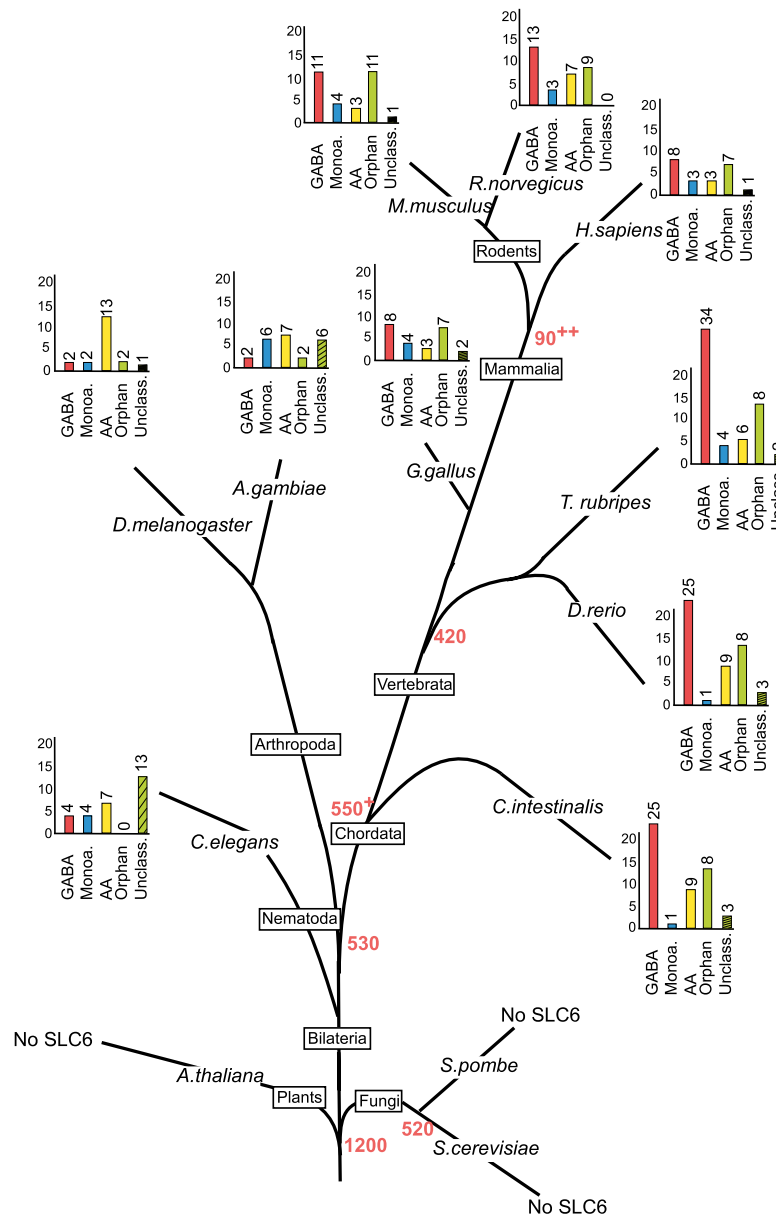 20
15
10
5
0
11
4
3
11
1
GABA
Monoa.
AA
Orphan
Unclass.
20
15
10
5
0
13
3
7
9
0
GABA
Monoa.
AA
Orphan
Unclass.
20
15
10
5
0
8
3
3
7
1
GABA
Monoa.
AA
Orphan
Unclass.
M.musculus
R.norvegicus
H.sapiens
Rodents
20
15
10
5
0
2
2
13
2
1
GABA
Monoa.
AA
Orphan
Unclass.
20
15
10
5
0
2
6
7
2
6
GABA
Monoa.
AA
Orphan
Unclass.
20
15
10
5
0
8
4
3
7
2
GABA
Monoa.
AA
Orphan
Unclass.
90++
Mammalia
20
15
10
5
0
34
4
6
8
GABA
Monoa.
AA
Orphan
Unclass.
D.melanogaster
A.gambiae
G.gallus
T. rubripes
D.rerio
420
Vertebrata
20
15
10
5
0
25
1
9
8
3
GABA
Monoa.
AA
Orphan
Unclass.
Arthropoda
20
15
10
5
0
4
4
7
0
13
GABA
Monoa.
AA
Orphan
Unclass.
C.elegans
550+
Chordata
C.intestinalis
20
15
10
5
0
25
1
9
8
3
GABA
Monoa.
AA
Orphan
Unclass.
Nematoda
530
Bilateria
No SLC6
A.thaliana
Plants
Fungi
No SLC6
S.pombe
520
1200
S.cerevisiae
No SLC6